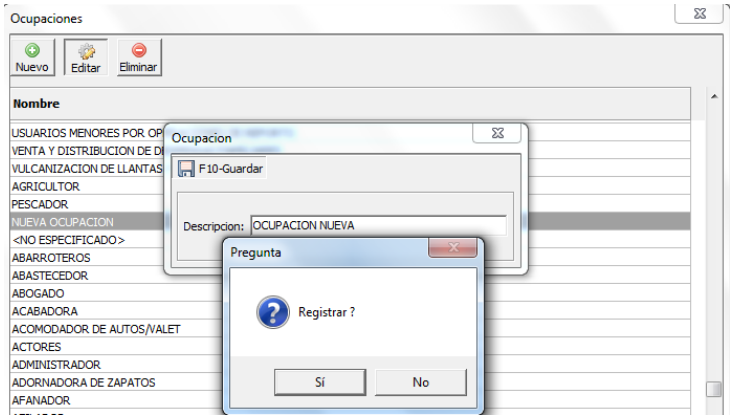 Ocupaciones
Nuevo Editar Eliminar
Nombre
USUARIOS MENORES POR OP
VENTA Y DISTRIBUCION DE D
VULCANIZACION DE LLANTAS
AGRICULTOR
PESCADOR
NUEVA OCUPACION
<NO ESPECIFICADO>
ABARROTEROS
ABASTECEDOR
ABOGADO
ACABADORA
ACOMODADOR DE AUTOS/VALET
ACTORES
ADMINISTRADOR
ADORNADORA DE ZAPATOS
AFANADOR
Ocupacion
F10-Guardar
Descripcion: OCUPACION NUEVA
Pregunta
Registrar ?
Sí No